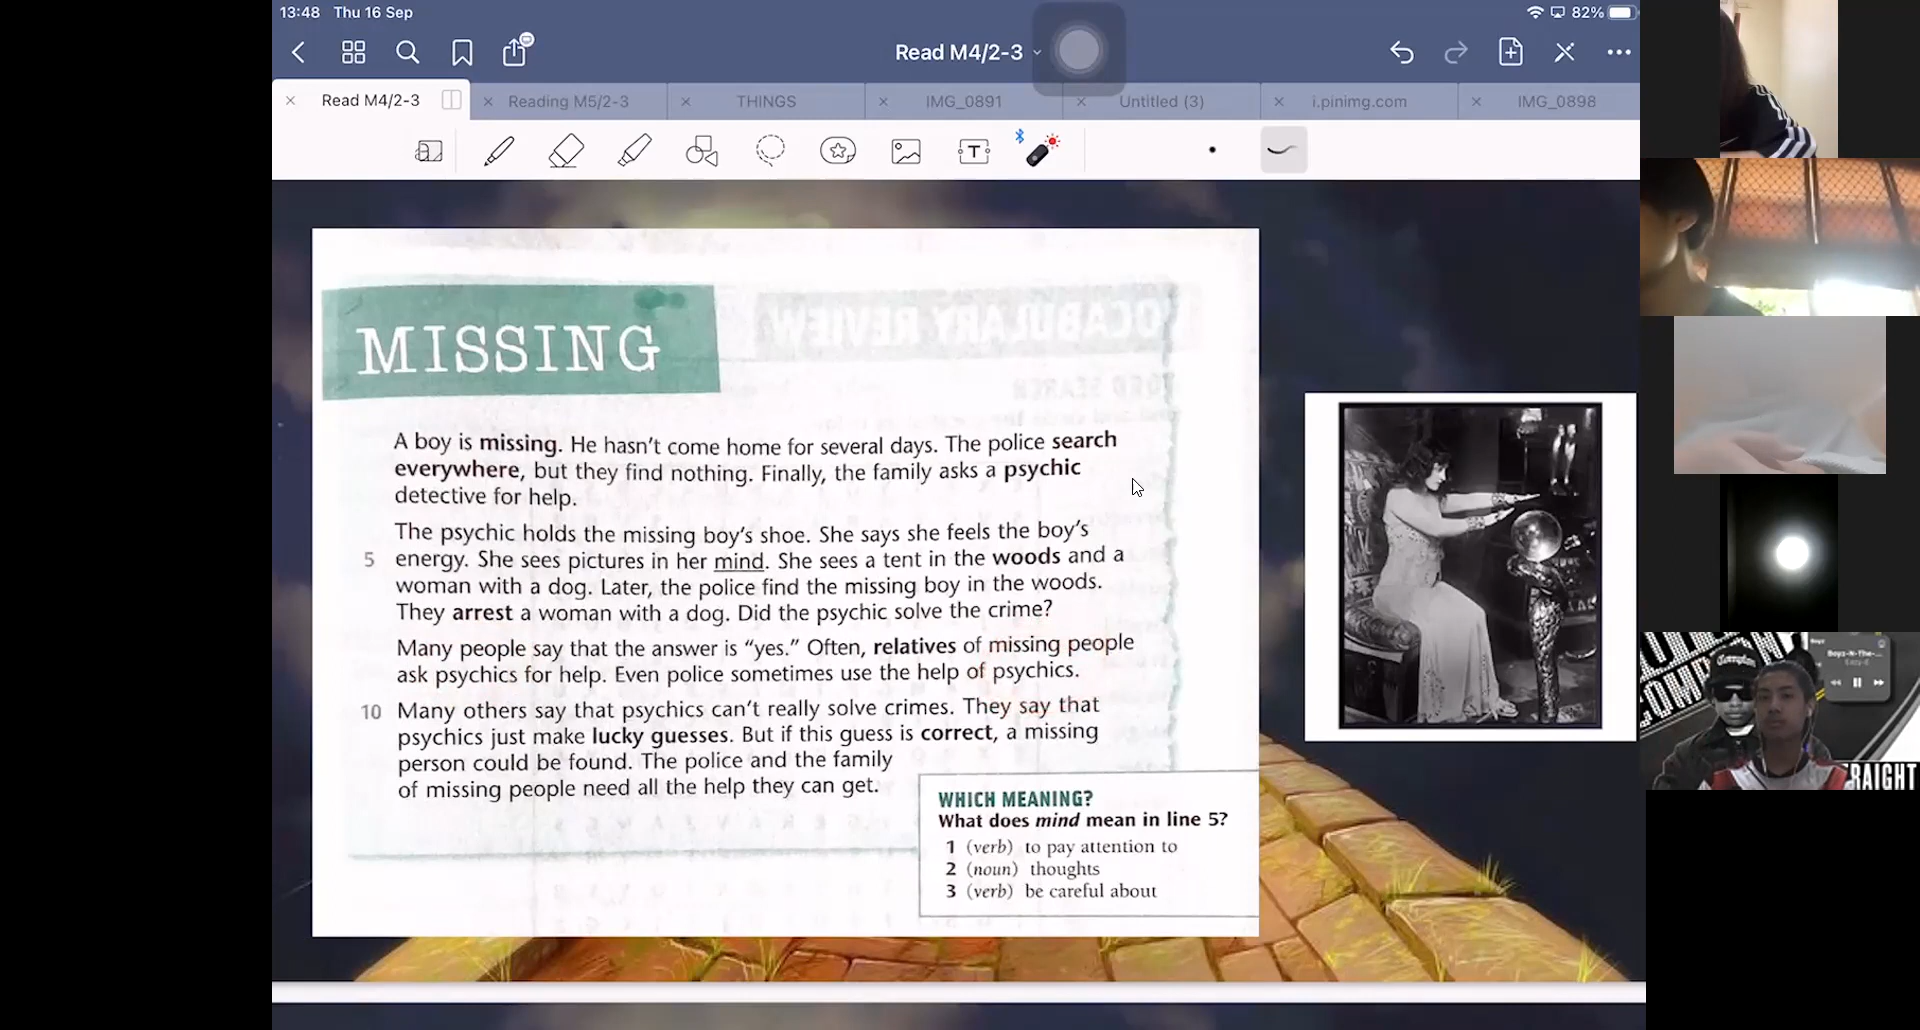 13:48 Thu 16 Sep
82%
Read M4/2-3
Read M4/2-3
Reading M5/2-3
THINGS
IMG_0891
Untitled (3)
i.pinimg.com
IMG_0898
T
MISSING
VOCABULARY REVIEW
WORD SEARCH
A boy is missing. He hasn't come home for several days. The police search
everywhere, but they find nothing. Finally, the family asks a psychic
detective for help.
The psychic holds the missing boy's shoe. She says she feels the boy's
5 energy. She sees pictures in her mind. She sees a tent in the woods and a
woman with a dog. Later, the police find the missing boy in the woods.
They arrest a woman with a dog. Did the psychic solve the crime?
Many people say that the answer is “yes.” Often, relatives of missing people
ask psychics for help. Even police sometimes use the help of psychics.
10 Many others say that psychics can't really solve crimes. They say that
psychics just make lucky guesses. But if this guess is correct, a missing
person could be found. The police and the family
of missing people need all the help they can get.
WHICH MEANING?
What does mind mean in line 5?
1 (verb) to pay attention to
2 (noun) thoughts
3 (verb) be careful about
Compton
Boyz-N-The-...
Eazy-E
RAIGHT